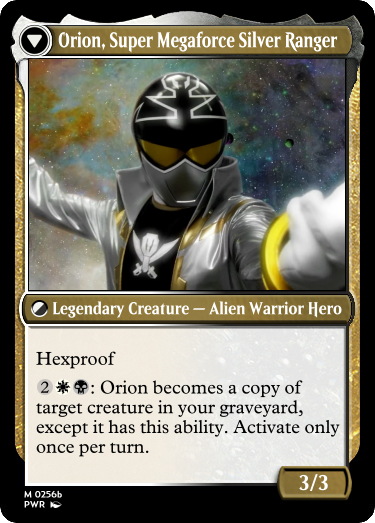 Orion, Super Megaforce Silver Ranger
Legendary Creature — Alien Warrior Hero
Hexproof
2: Orion becomes a copy of
target creature in your graveyard,
except it has this ability. Activate only
once per turn.
3/3
M 0256b
PWR